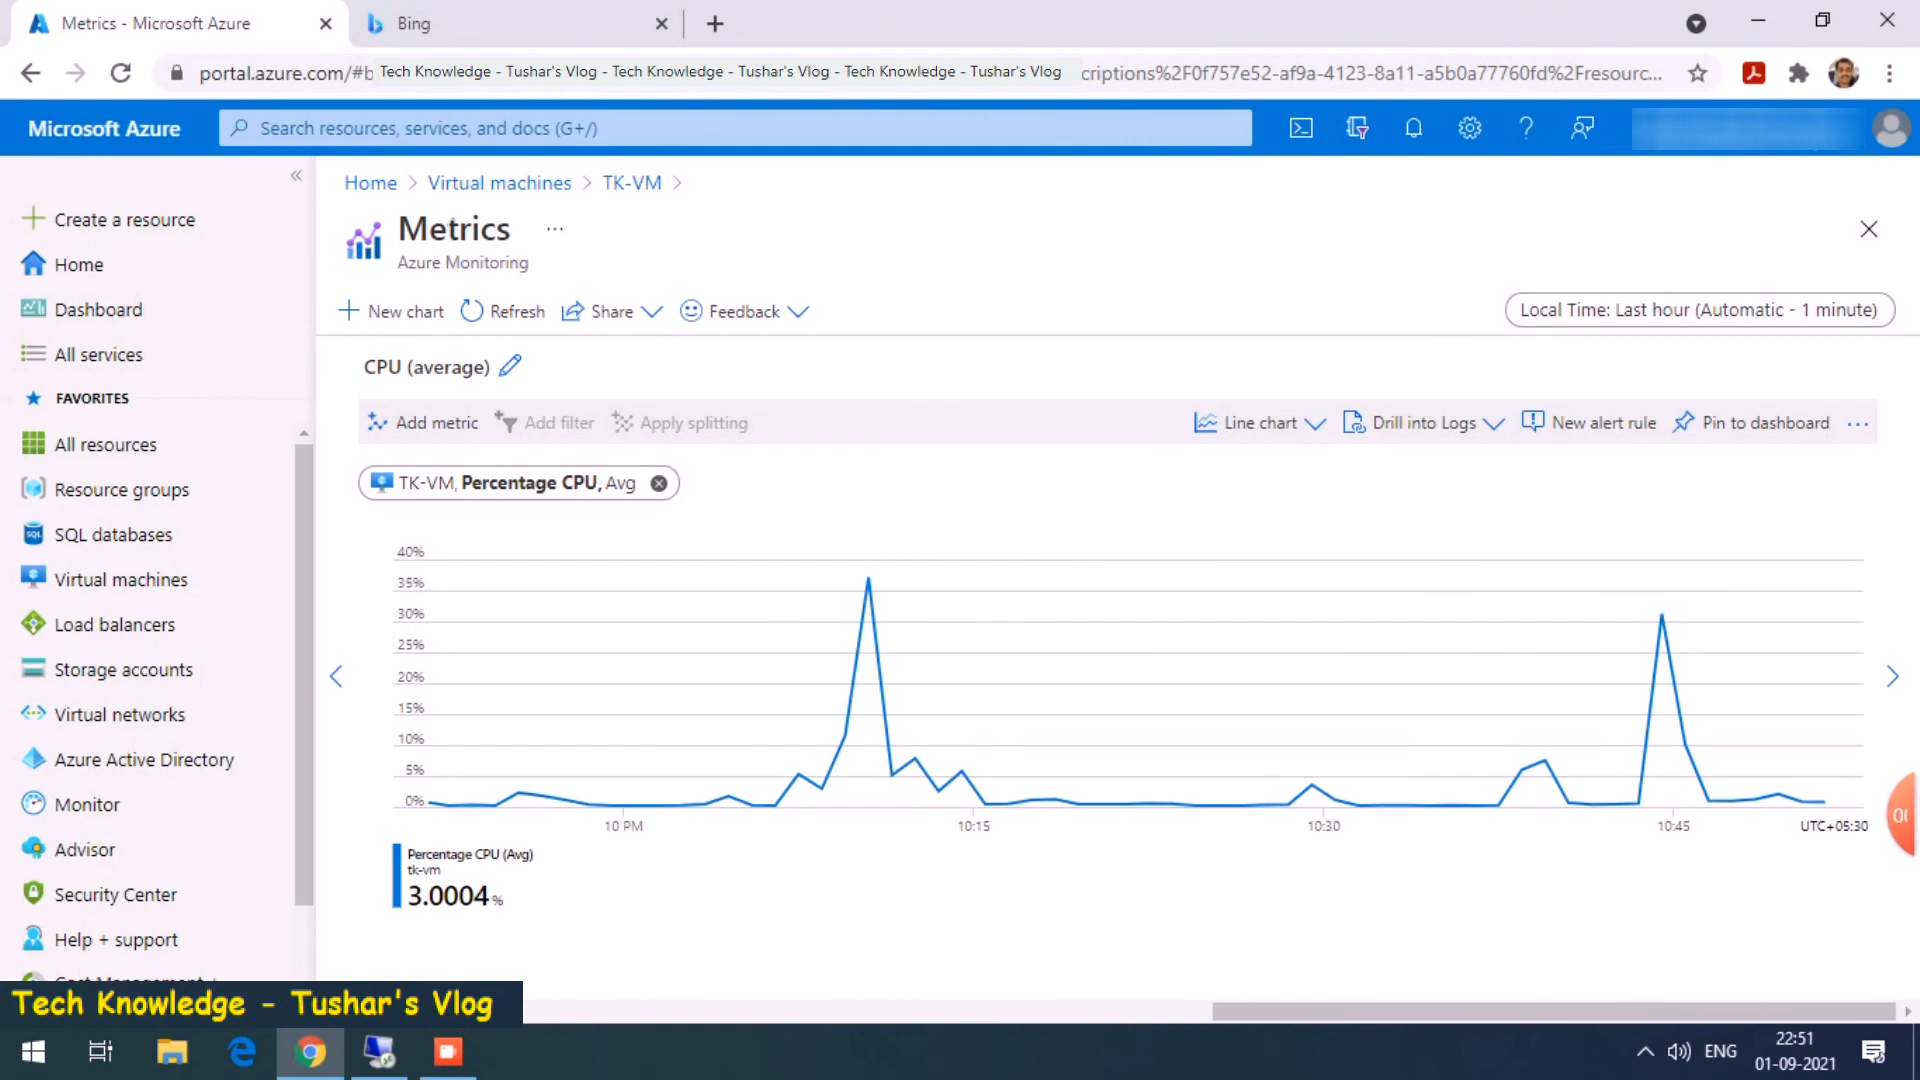 Metrics - Microsoft Azure
Bing
portal.azure.com/#b
Tech Knowledge - Tushar's Vlog - Tech Knowledge - Tushar's Vlog - Tech Knowledge - Tushar's Vlog
criptions%2F0f757e52-af9a-4123-8a11-a5b0a77760fd%2Fresourc...
Microsoft Azure
Search resources, services, and docs (G+/)
Create a resource
Home
Dashboard
All services
FAVORITES
All resources
Resource groups
SQL databases
Virtual machines
Load balancers
Storage accounts
Virtual networks
Azure Active Directory
Monitor
Advisor
Security Center
Help + support
Home > Virtual machines > TK-VM >
Metrics ...
Azure Monitoring
New chart
Refresh
Share
Feedback
Local Time: Last hour (Automatic - 1 minute)
CPU (average)
Add metric
Add filter
Apply splitting
Line chart
Drill into Logs
New alert rule
Pin to dashboard
...
TK-VM, Percentage CPU, Avg
40%
35%
30%
25%
20%
15%
10%
5%
0%
10 PM
10:15
10:30
10:45
UTC+05:30
Percentage CPU (Avg)
tk-vm
3.0004 %
Tech Knowledge - Tushar's Vlog
ENG
22:51
01-09-2021